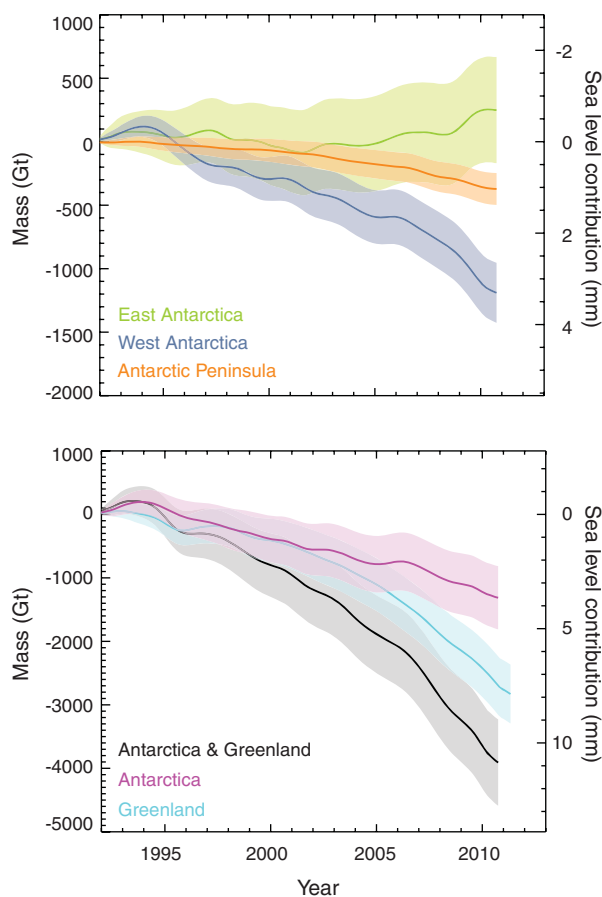 1000
500
0
-500
-1000
-1500
-2000
Mass (Gt)
-2
0
2
4
Sea level contribution (mm)
East Antarctica
West Antarctica
Antarctic Peninsula
1000
0
-1000
-2000
-3000
-4000
-5000
Mass (Gt)
0
5
10
Sea level contribution (mm)
Antarctica & Greenland
Antarctica
Greenland
1995
2000
2005
2010
Year